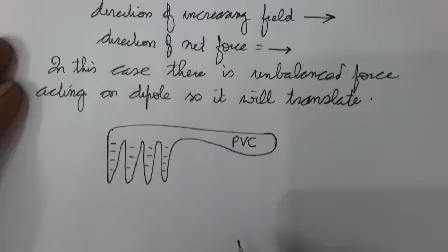 direction of increasing field →
direction of net force = →
In this case there is unbalanced force
acting on dipole so it will translate.
PVC